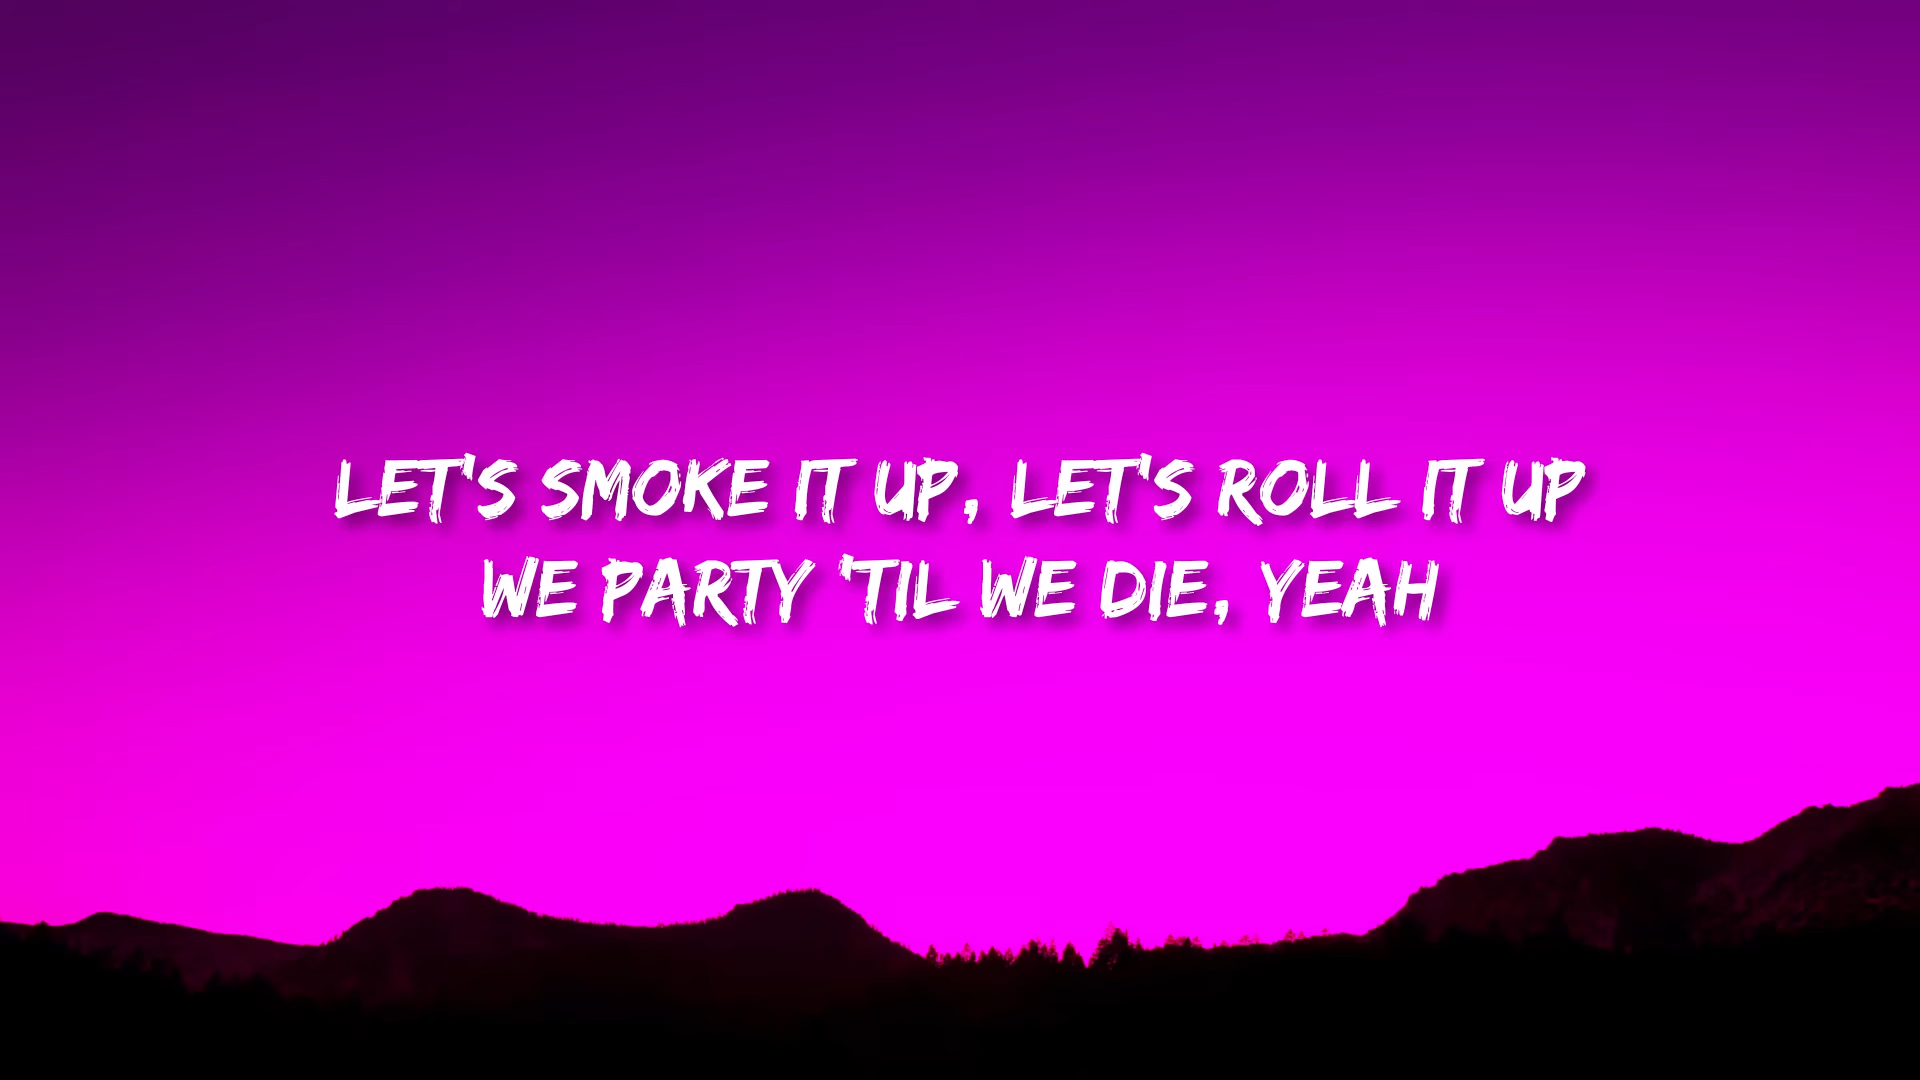 LET'S SMOKE IT UP, LET'S ROLL IT UP
WE PARTY 'TIL WE DIE, YEAH